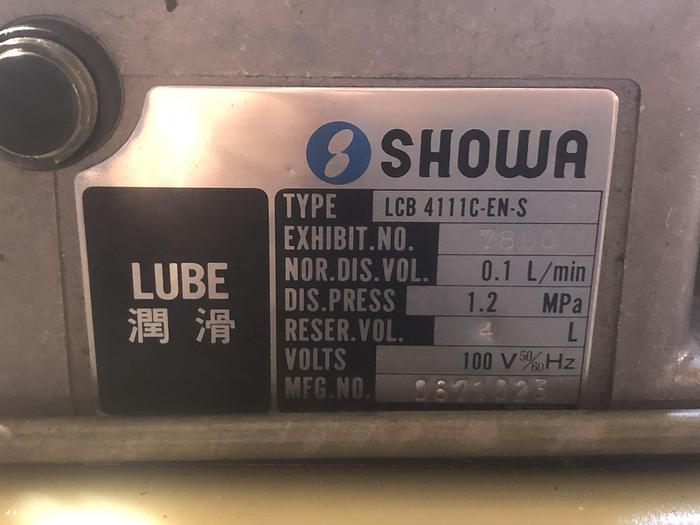 SHOWA
LUBE
潤滑
TYPE LCB 4111C-EN-S
EXHIBIT.NO. 7800
NOR.DIS.VOL. 0.1 L/min
DIS.PRESS 1.2 MPa
RESER.VOL. 4 L
VOLTS 100 V 50/60 Hz
MFG.NO.